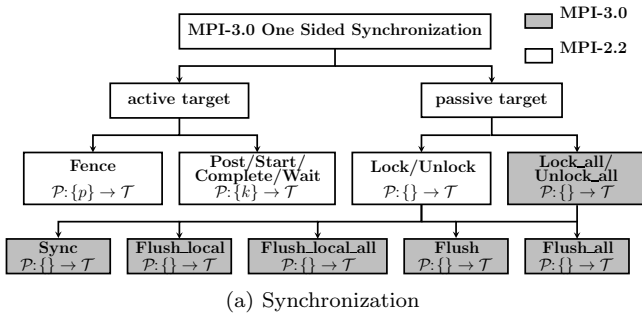 MPI-3.0 One Sided Synchronization
MPI-3.0
MPI-2.2
active target
passive target
Fence
𝒫:{p} → 𝒯
Post/Start/
Complete/Wait
𝒫:{k} → 𝒯
Lock/Unlock
𝒫:{} → 𝒯
Lock_all/
Unlock_all
𝒫:{} → 𝒯
Sync
𝒫:{} → 𝒯
Flush_local
𝒫:{} → 𝒯
Flush_local_all
𝒫:{} → 𝒯
Flush
𝒫:{} → 𝒯
Flush_all
𝒫:{} → 𝒯
(a) Synchronization